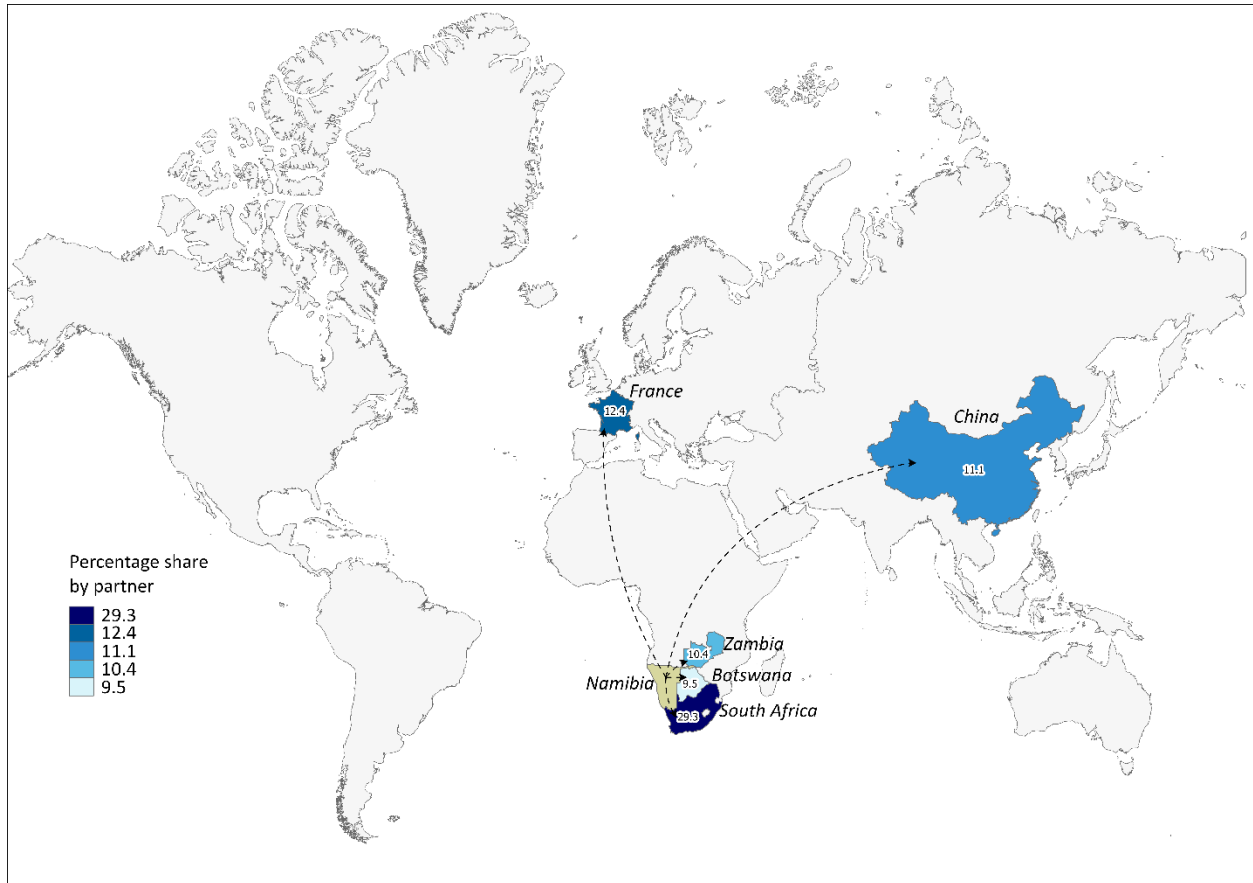 France
12.4
China
11.1
Percentage share
by partner
29.3
12.4
11.1
10.4
9.5
Zambia
10.4
Namibia
Botswana
9.5
South Africa
29.3